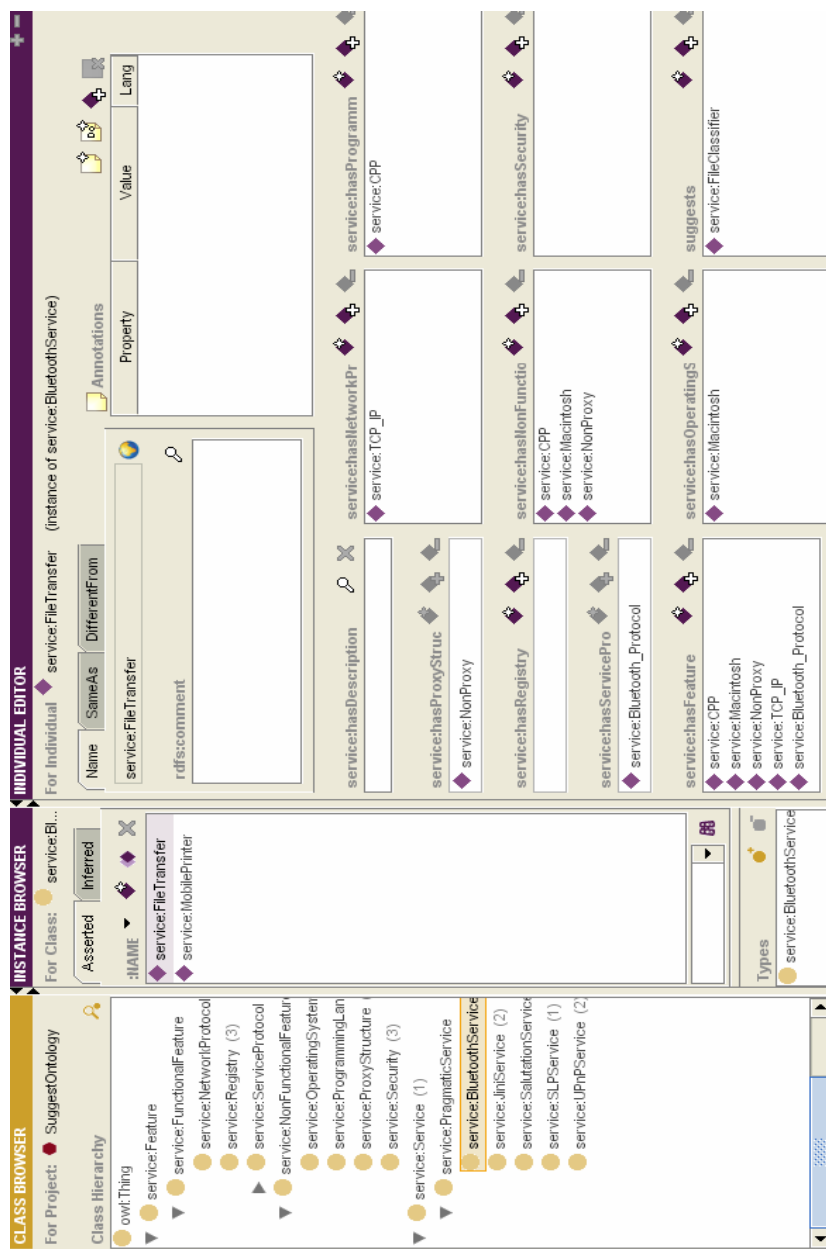 CLASS BROWSER
For Project: SuggestOntology
Class Hierarchy
owl:Thing
service:Feature
service:FunctionalFeature
service:NetworkProtocol
service:Registry (3)
service:ServiceProtocol
service:NonFunctionalFeature
service:OperatingSystem
service:ProgrammingLan
service:ProxyStructure
service:Security (3)
service:Service (1)
service:PragmaticService
service:BluetoothService
service:JiniService (2)
service:SalutationService
service:SLPService (1)
service:UPnPService (2)
INSTANCE BROWSER
For Class: service:Bl...
Asserted Inferred
:NAME
service:FileTransfer
service:MobilePrinter
Types
service:BluetoothService
INDIVIDUAL EDITOR
For Individual service:FileTransfer (instance of service:BluetoothService)
Name SameAs DifferentFrom
service:FileTransfer
rdfs:comment
Annotations
Property Value Lang
service:hasDescription
service:hasProxyStruc
service:NonProxy
service:hasRegistry
service:hasServicePro
service:Bluetooth_Protocol
service:hasFeature
service:CPP
service:Macintosh
service:NonProxy
service:TCP_IP
service:Bluetooth_Protocol
service:hasNetworkPr
service:TCP_IP
service:hasNonFunctio
service:CPP
service:Macintosh
service:NonProxy
service:hasOperatingS
service:Macintosh
service:hasProgramm
service:CPP
service:hasSecurity
suggests
service:FileClassifier